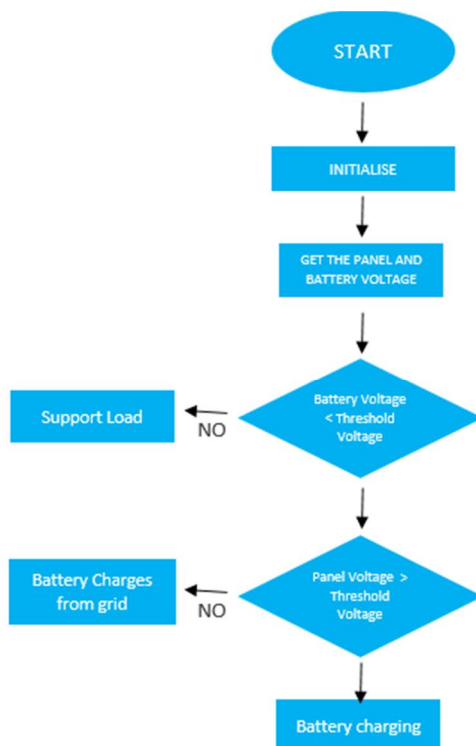 START
INITIALISE
GET THE PANEL AND
BATTERY VOLTAGE
Battery Voltage
< Threshold
Voltage
Support Load
NO
Panel Voltage >
Threshold
Voltage
Battery Charges
from grid
NO
Battery charging